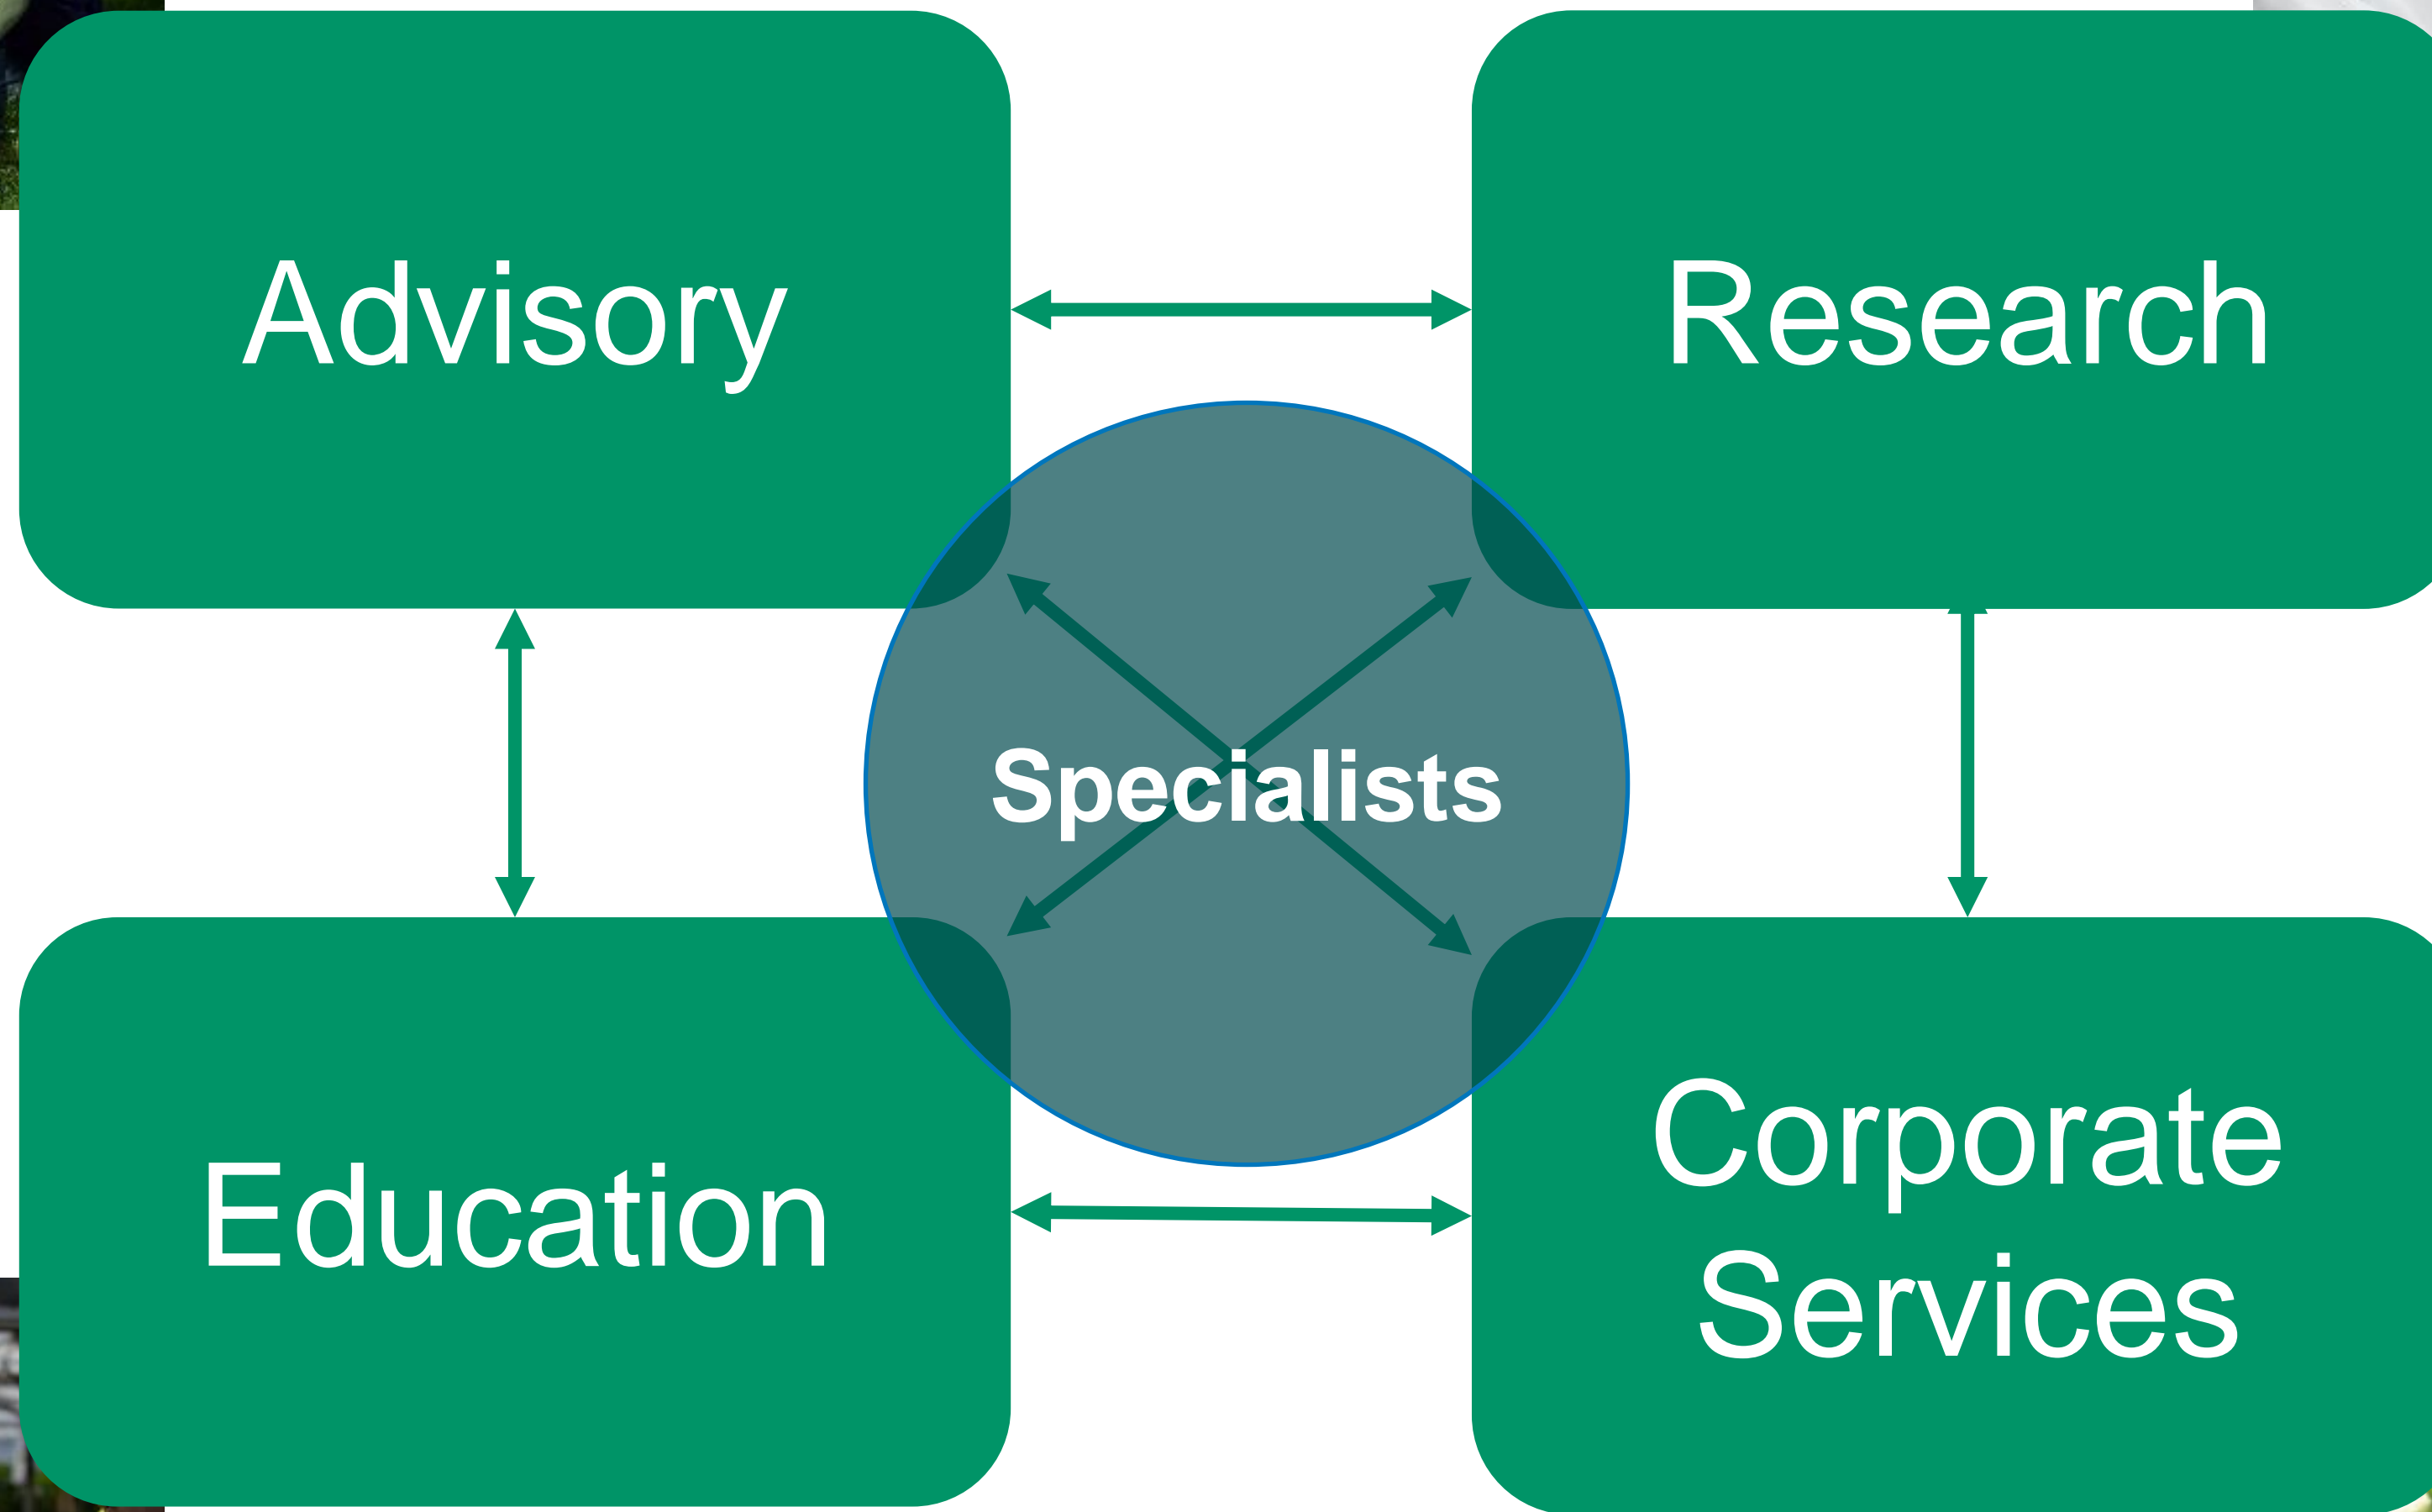 Advisory
Research
Specialists
Education
Corporate
Services